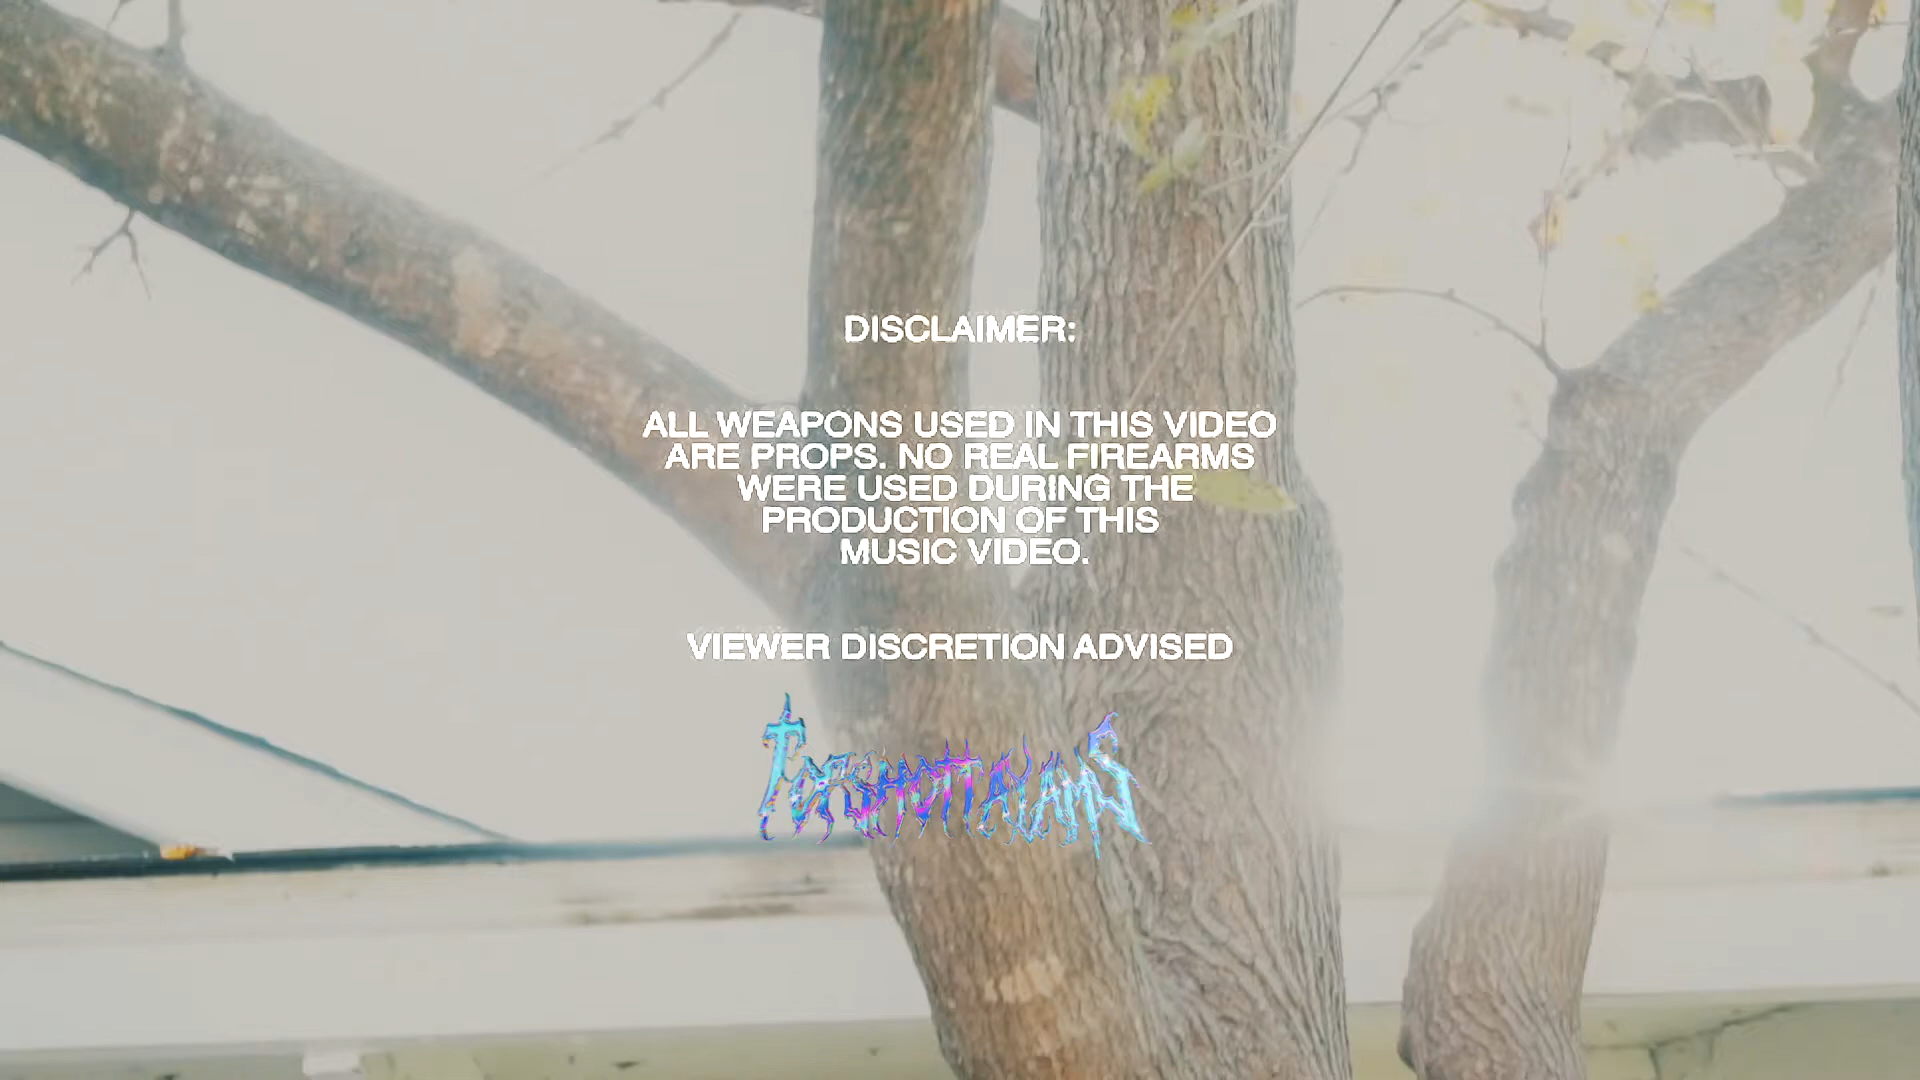 DISCLAIMER:
ALL WEAPONS USED IN THIS VIDEO
ARE PROPS. NO REAL FIREARMS
WERE USED DURING THE
PRODUCTION OF THIS
MUSIC VIDEO.
VIEWER DISCRETION ADVISED
TOPSHOTTAYAMS